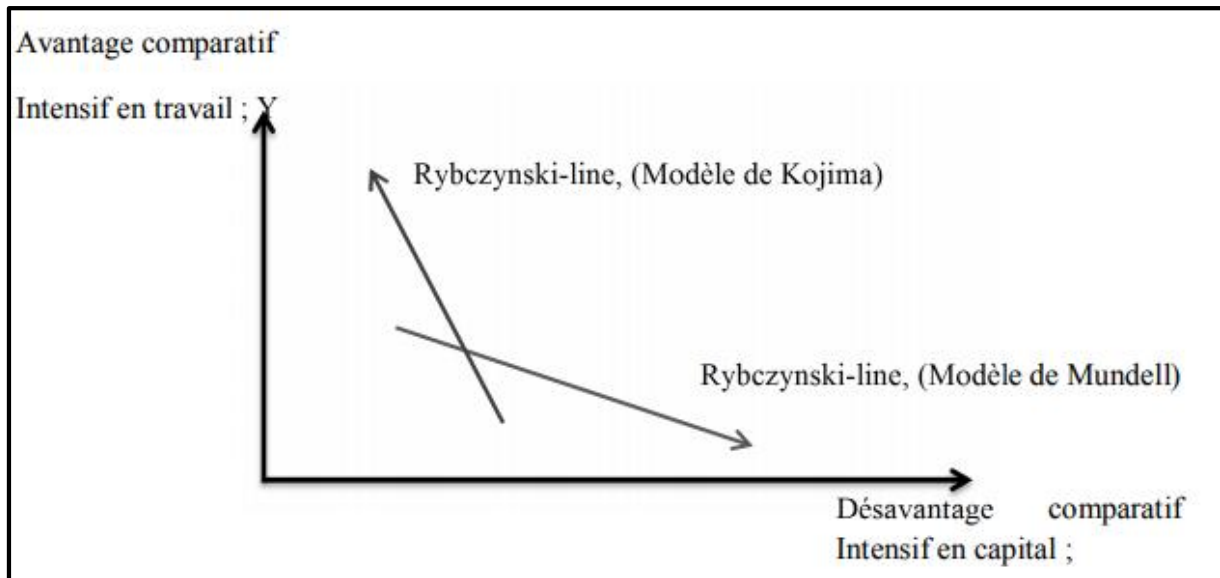 Avantage comparatif
Intensif en travail ; Y
Rybczynski-line, (Modèle de Kojima)
Rybczynski-line, (Modèle de Mundell)
Désavantage comparatif
Intensif en capital ;